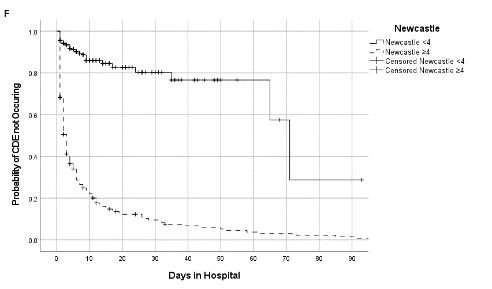 F
Newcastle
Newcastle <4
Newcastle ≥4
Censored Newcastle <4
Censored Newcastle ≥4
Probability of CDE not Occuring
1.0
0.8
0.6
0.4
0.2
0.0
0 10 20 30 40 50 60 70 80 90
Days in Hospital